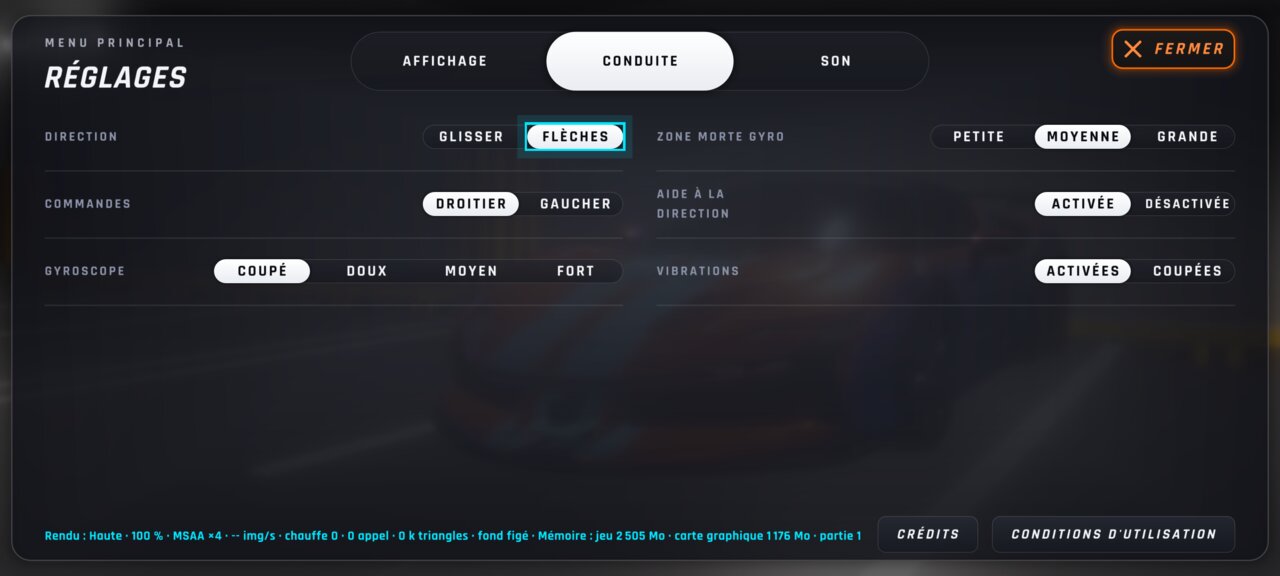 MENU PRINCIPAL
RÉGLAGES
AFFICHAGE CONDUITE SON
FERMER
DIRECTION GLISSER FLÈCHES
ZONE MORTE GYRO PETITE MOYENNE GRANDE
COMMANDES DROITIER GAUCHER
AIDE À LA
DIRECTION
ACTIVÉE DÉSACTIVÉE
GYROSCOPE COUPÉ DOUX MOYEN FORT
VIBRATIONS ACTIVÉES COUPÉES
Rendu : Haute · 100 % · MSAA ×4 · -- img/s · chauffe 0 · 0 appel · 0 k triangles · fond figé · Mémoire : jeu 2 505 Mo · carte graphique 1 176 Mo · partie 1
CRÉDITS
CONDITIONS D'UTILISATION